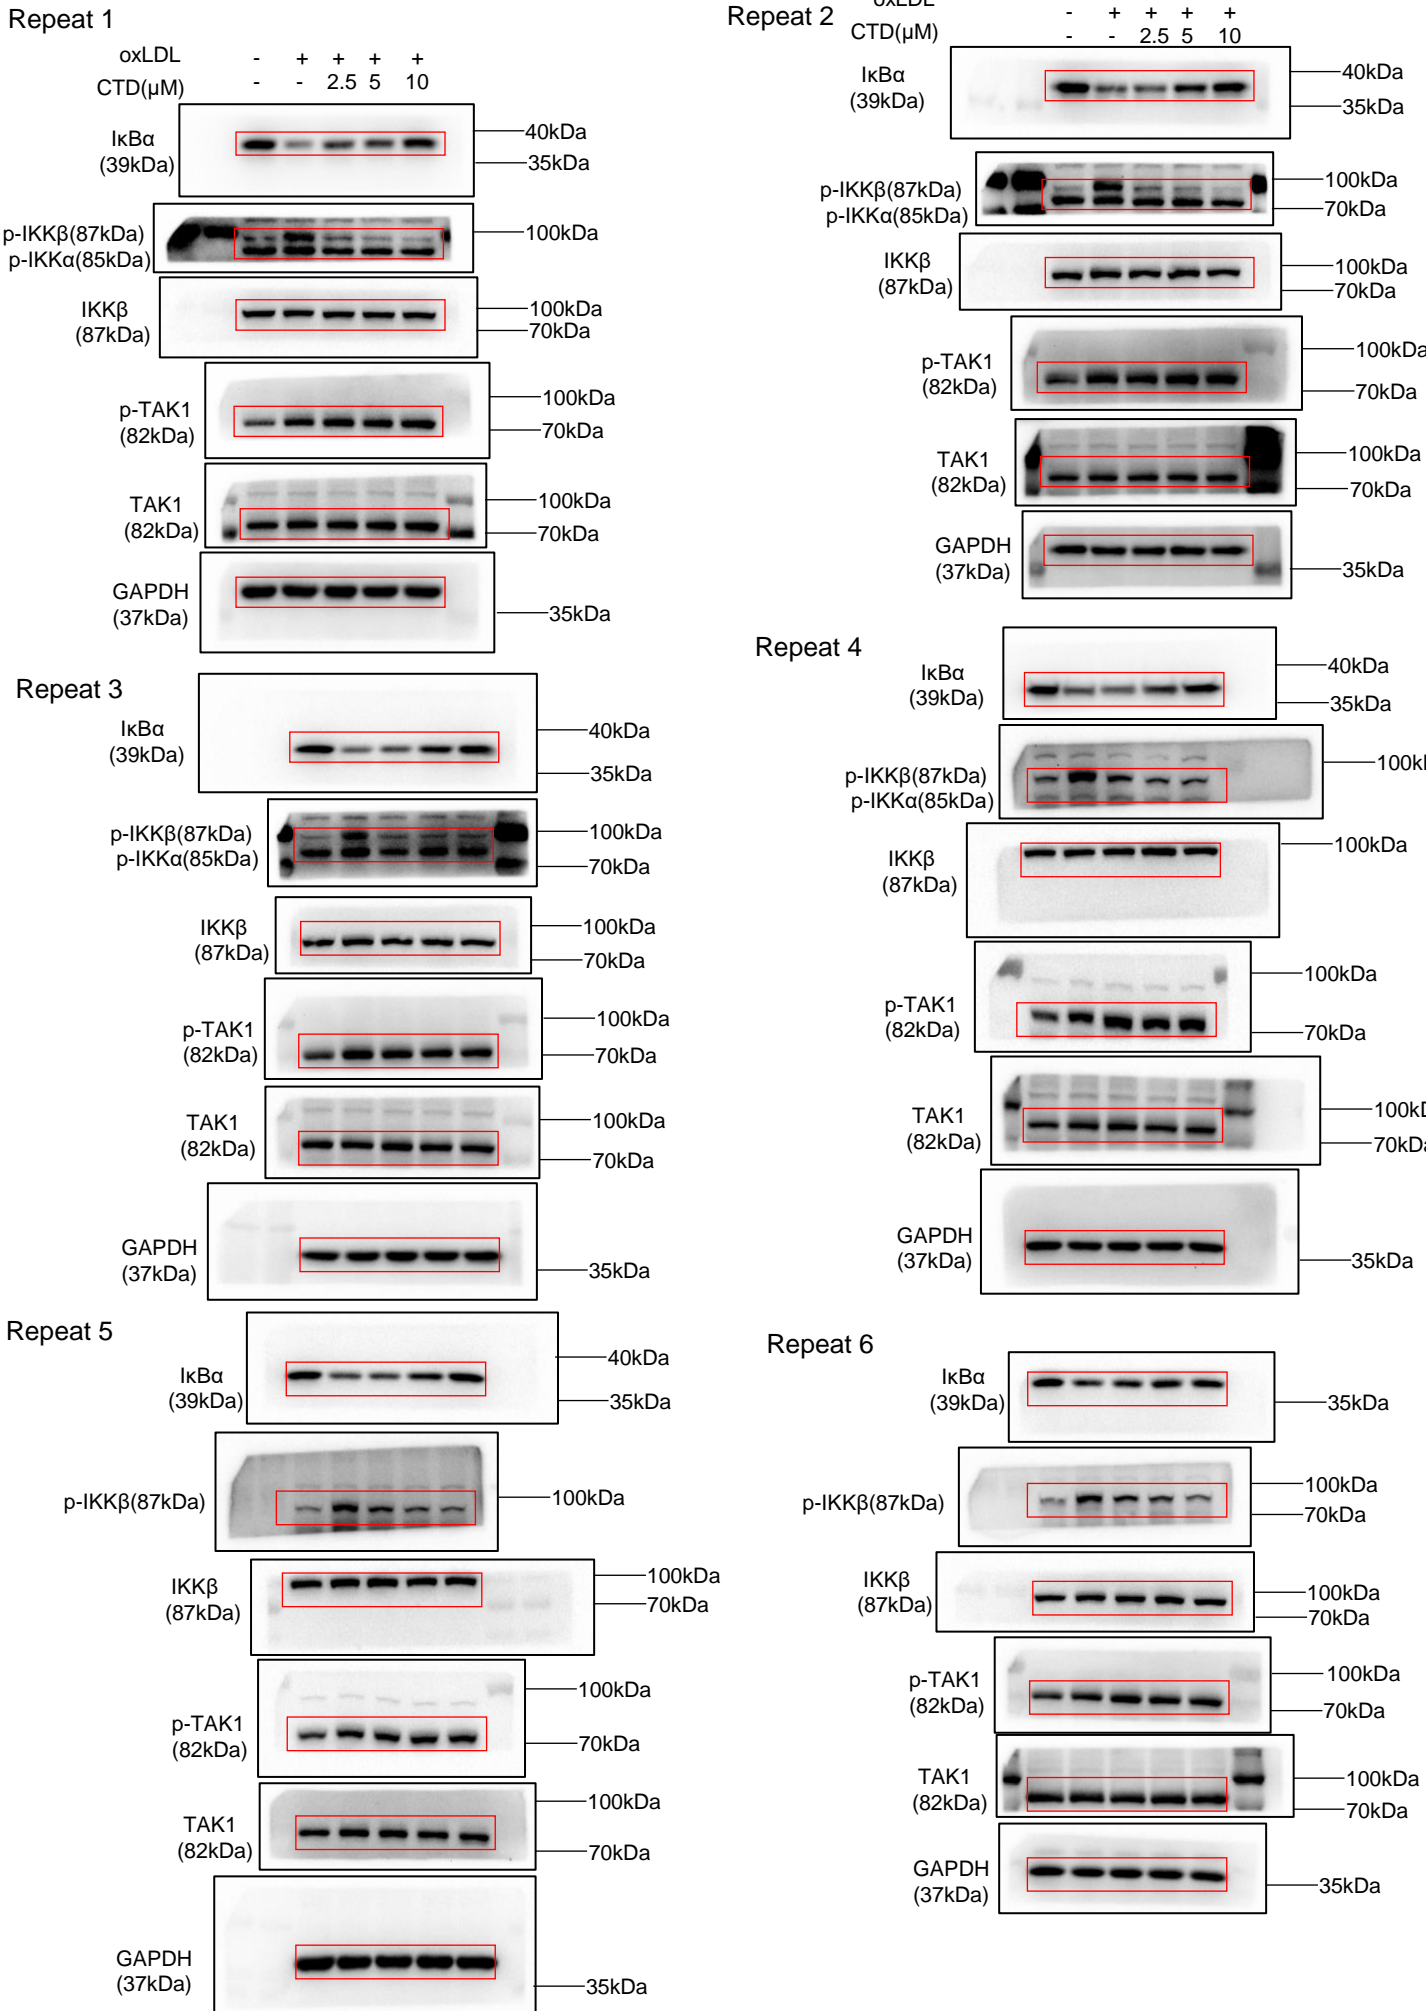 Repeat 1
oxLDL - + + + +
CTD(μM) - - 2.5 5 10
IκBα
(39kDa)
40kDa
35kDa
p-IKKβ(87kDa)
p-IKKα(85kDa)
100kDa
IKKβ
(87kDa)
100kDa
70kDa
p-TAK1
(82kDa)
100kDa
70kDa
TAK1
(82kDa)
100kDa
70kDa
GAPDH
(37kDa)
35kDa
Repeat 2
oxLDL - + + + +
CTD(μM) - - 2.5 5 10
IκBα
(39kDa)
40kDa
35kDa
p-IKKβ(87kDa)
p-IKKα(85kDa)
100kDa
70kDa
IKKβ
(87kDa)
100kDa
70kDa
p-TAK1
(82kDa)
100kDa
70kDa
TAK1
(82kDa)
100kDa
70kDa
GAPDH
(37kDa)
35kDa
Repeat 3
IκBα
(39kDa)
40kDa
35kDa
p-IKKβ(87kDa)
p-IKKα(85kDa)
100kDa
70kDa
IKKβ
(87kDa)
100kDa
70kDa
p-TAK1
(82kDa)
100kDa
70kDa
TAK1
(82kDa)
100kDa
70kDa
GAPDH
(37kDa)
35kDa
Repeat 4
IκBα
(39kDa)
40kDa
35kDa
p-IKKβ(87kDa)
p-IKKα(85kDa)
100k
IKKβ
(87kDa)
100kDa
p-TAK1
(82kDa)
100kDa
70kDa
TAK1
(82kDa)
100kD
70kDa
GAPDH
(37kDa)
35kDa
Repeat 5
IκBα
(39kDa)
40kDa
35kDa
p-IKKβ(87kDa)
100kDa
IKKβ
(87kDa)
100kDa
70kDa
p-TAK1
(82kDa)
100kDa
70kDa
TAK1
(82kDa)
100kDa
70kDa
GAPDH
(37kDa)
35kDa
Repeat 6
IκBα
(39kDa)
35kDa
p-IKKβ(87kDa)
100kDa
70kDa
IKKβ
(87kDa)
100kDa
70kDa
p-TAK1
(82kDa)
100kDa
70kDa
TAK1
(82kDa)
100kDa
70kDa
GAPDH
(37kDa)
35kDa